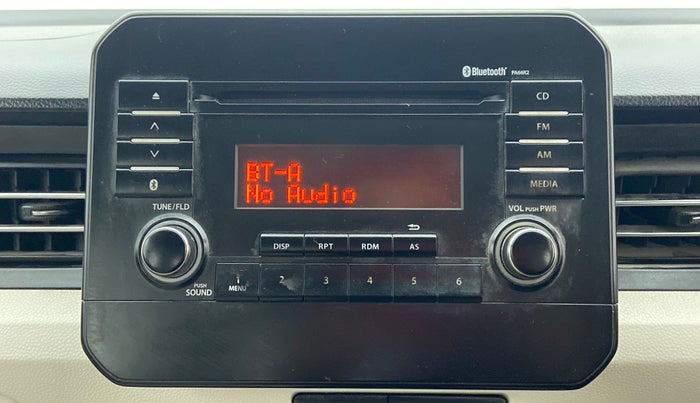 Bluetooth PA66K2
CD
FM
AM
MEDIA
BT-A
No Audio
TUNE/FLD
VOL PUSH PWR
DISP RPT RDM AS
PUSH
SOUND
1 2 3 4 5 6
MENU